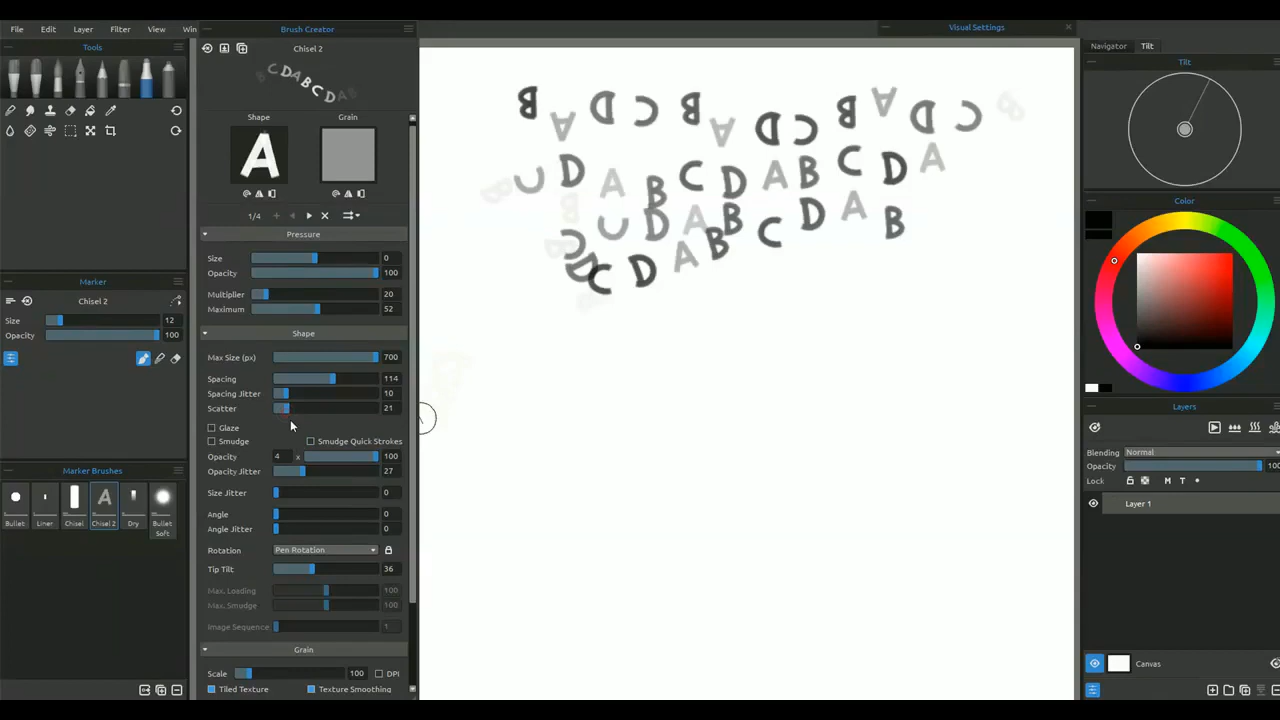 File Edit Layer Filter View Win
Brush Creator
Visual Settings
Tools
Chisel 2
Navigator Tilt
Tilt
B C D A B C D A B
Shape Grain
A
1/4
Pressure
Size 0
Opacity 100
Multiplier 20
Maximum 52
Shape
Max Size (px) 700
Spacing 114
Spacing Jitter 10
Scatter 21
Glaze
Smudge Smudge Quick Strokes
Opacity 4 x 100
Opacity Jitter 27
Size Jitter 0
Angle 0
Angle Jitter 0
Rotation Pen Rotation
Tip Tilt 36
Max. Loading 100
Max. Smudge 100
Image Sequence 1
Grain
Scale 100 DPI
Tiled Texture Texture Smoothing
Marker
Chisel 2
Size 12
Opacity 100
Marker Brushes
Bullet Liner Chisel Chisel 2 Dry Bullet Soft
B A D C B A D C B A D C B
D A B C D A B C D A
D A B C D A B
C D A B
Color
Layers
Blending Normal
Opacity 100
Lock M T
Layer 1
Canvas